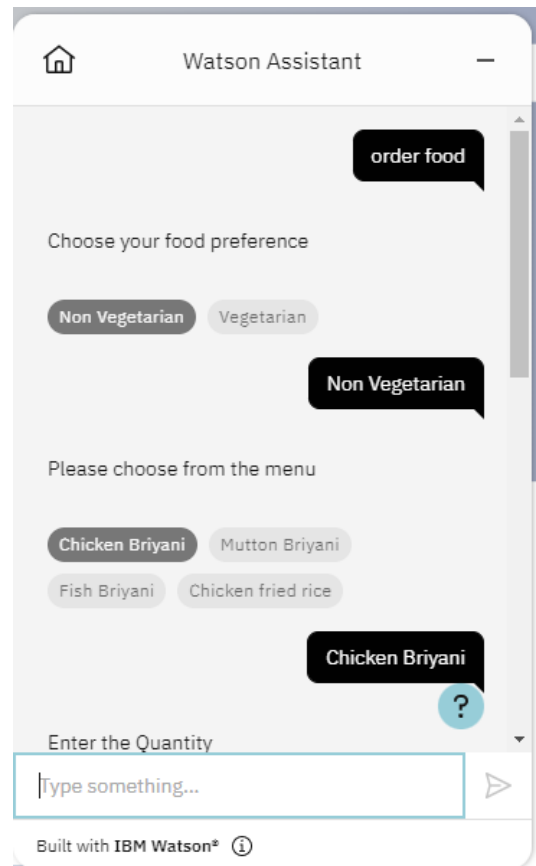 Watson Assistant
order food
Choose your food preference
Non Vegetarian Vegetarian
Non Vegetarian
Please choose from the menu
Chicken Briyani Mutton Briyani
Fish Briyani Chicken fried rice
Chicken Briyani
?
Enter the Quantity
Type something...
Built with IBM Watson®